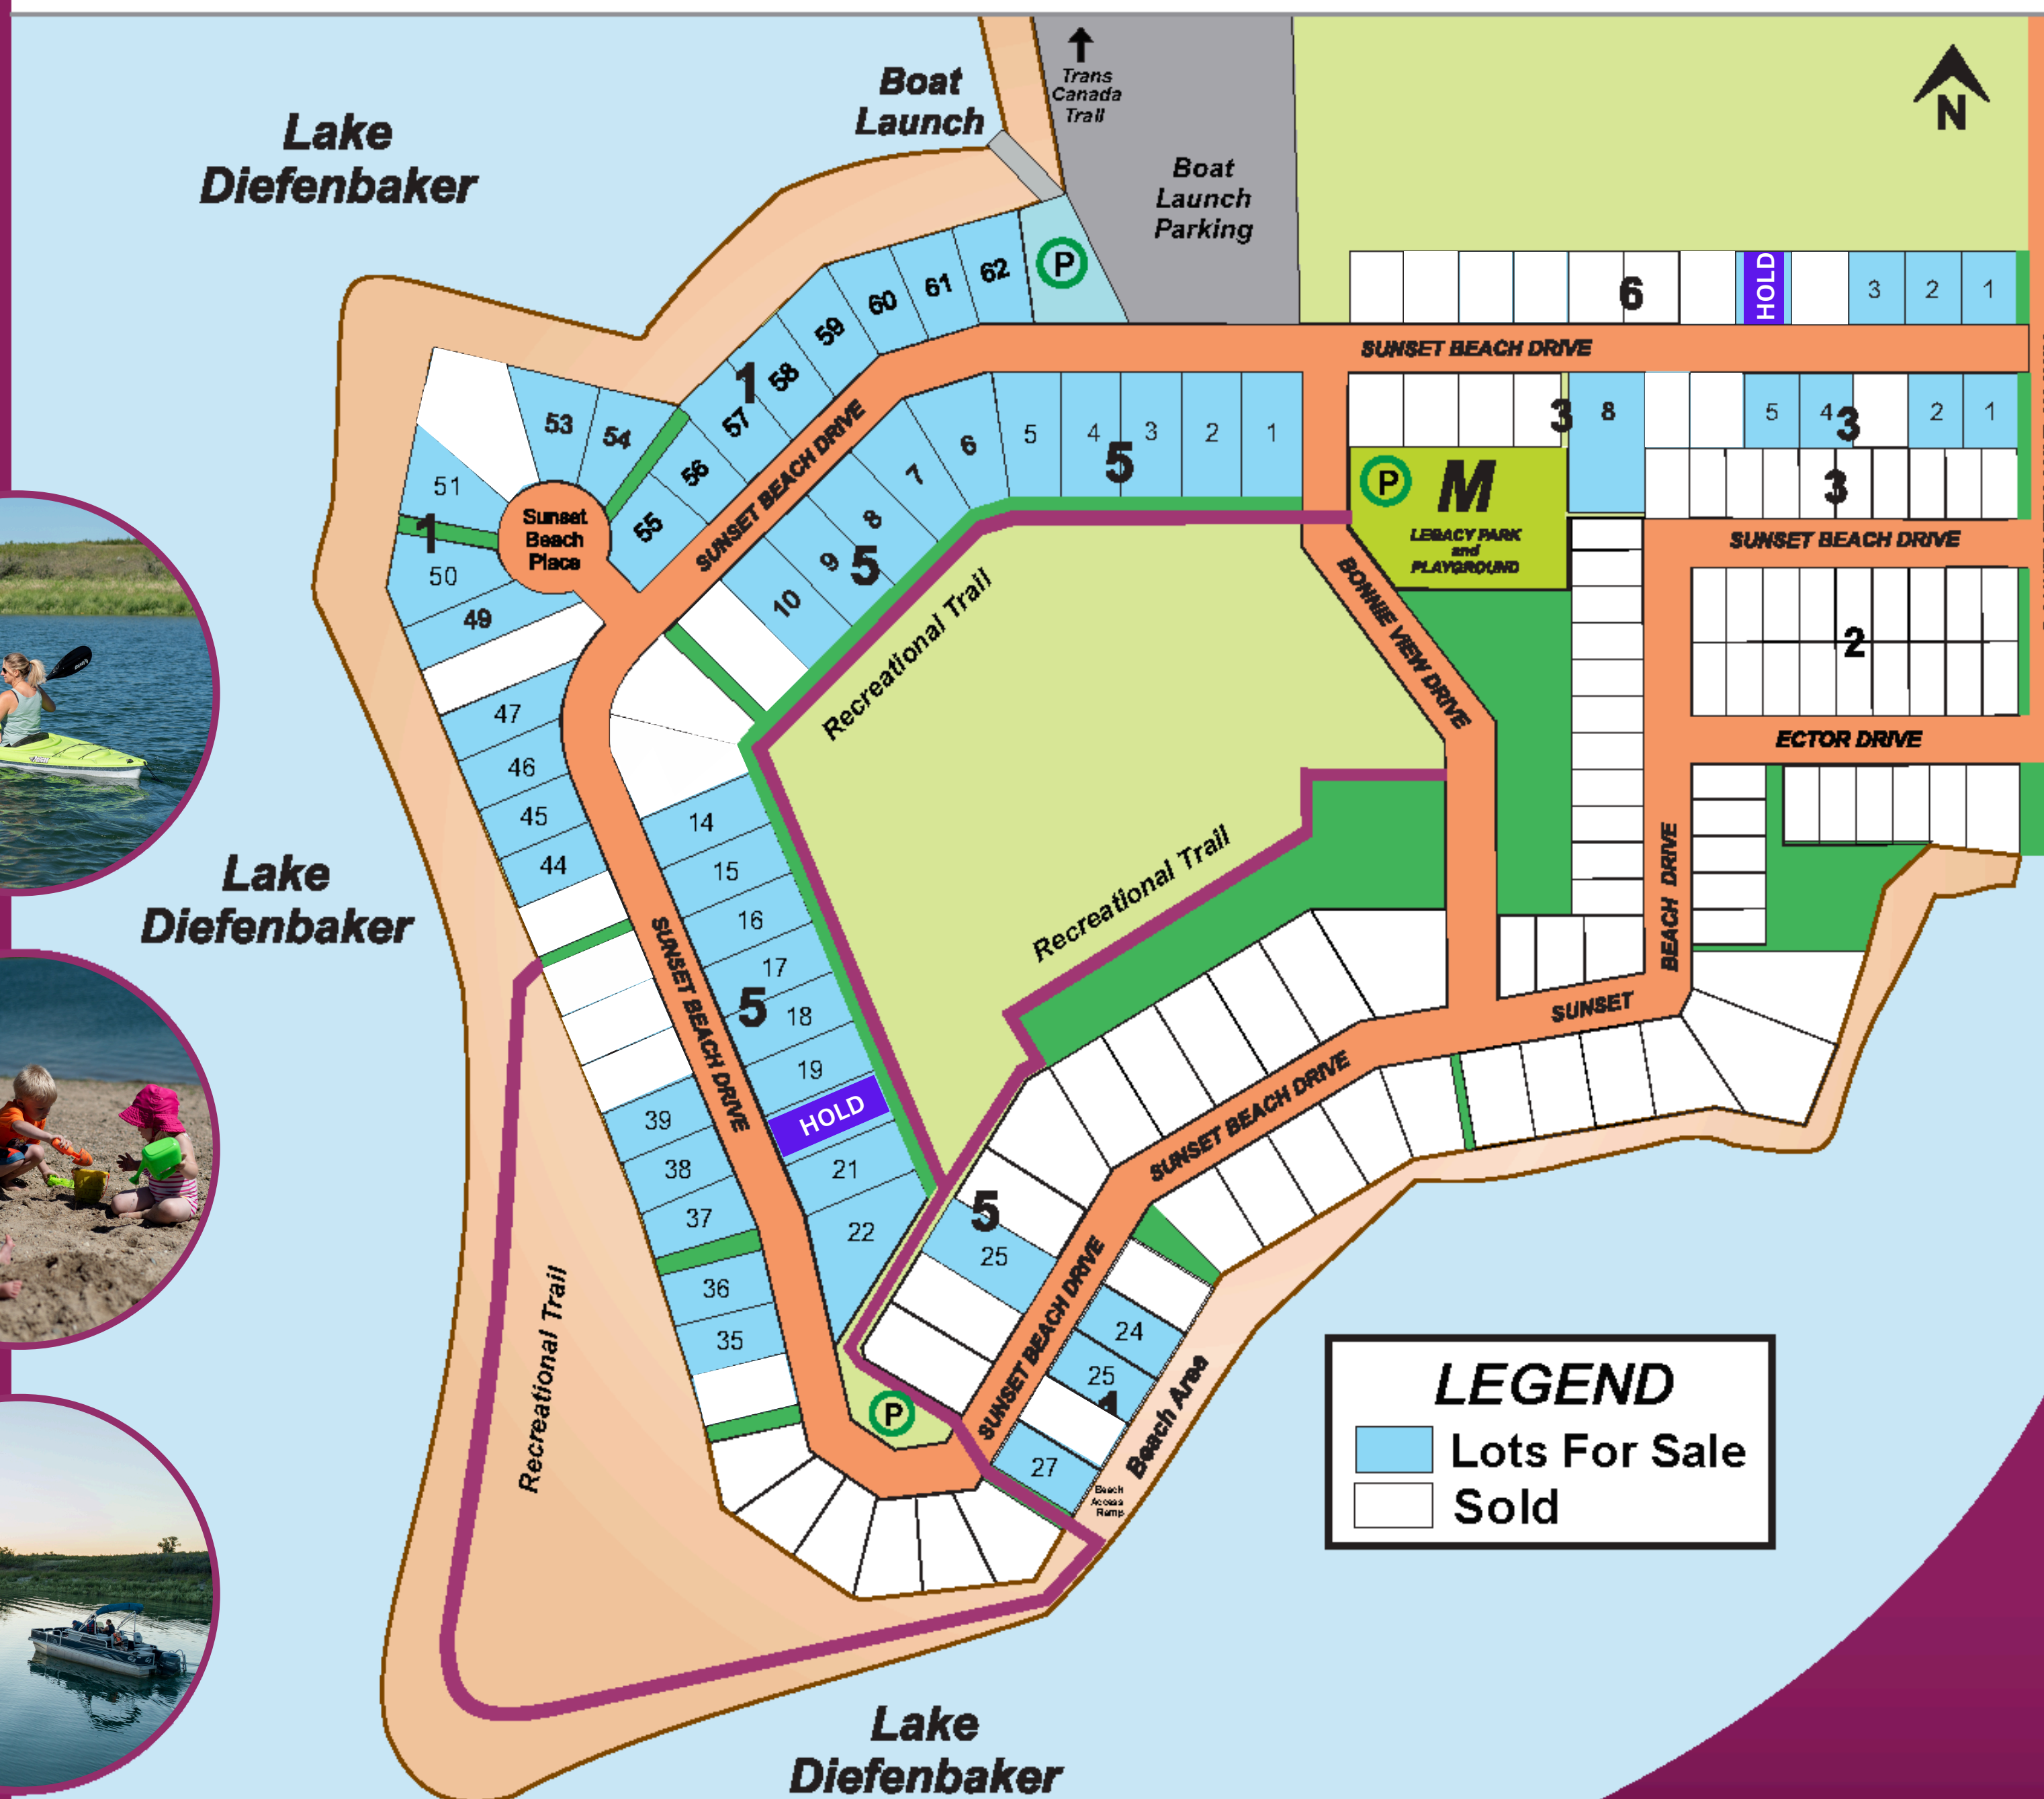 Trans
Canada
Trail
Boat
Launch
Lake
Diefenbaker
N
Boat
Launch
Parking
P
62
61
60
59
58
57
56
55
1
6
HOLD
3
2
1
SUNSET BEACH DRIVE
SUNSET BEACH DRIVE
53
54
51
1
50
49
Sunset
Beach
Place
6
7
8
9
10
5
5
4
3
2
1
5
3
8
5
4
3
2
1
3
P
M
LEGACY PARK
and
PLAYGROUND
SUNSET BEACH DRIVE
BONNIE VIEW DRIVE
2
ECTOR DRIVE
Recreational Trail
47
46
45
44
14
15
16
17
18
19
5
HOLD
21
22
SUNSET BEACH DRIVE
Lake
Diefenbaker
Recreational Trail
BEACH DRIVE
SUNSET
SUNSET BEACH DRIVE
39
38
37
36
35
5
25
SUNSET BEACH DRIVE
24
25
1
27
P
Recreational Trail
Beach Area
Beach
Access
Ramp
LEGEND
Lots For Sale
Sold
Lake
Diefenbaker